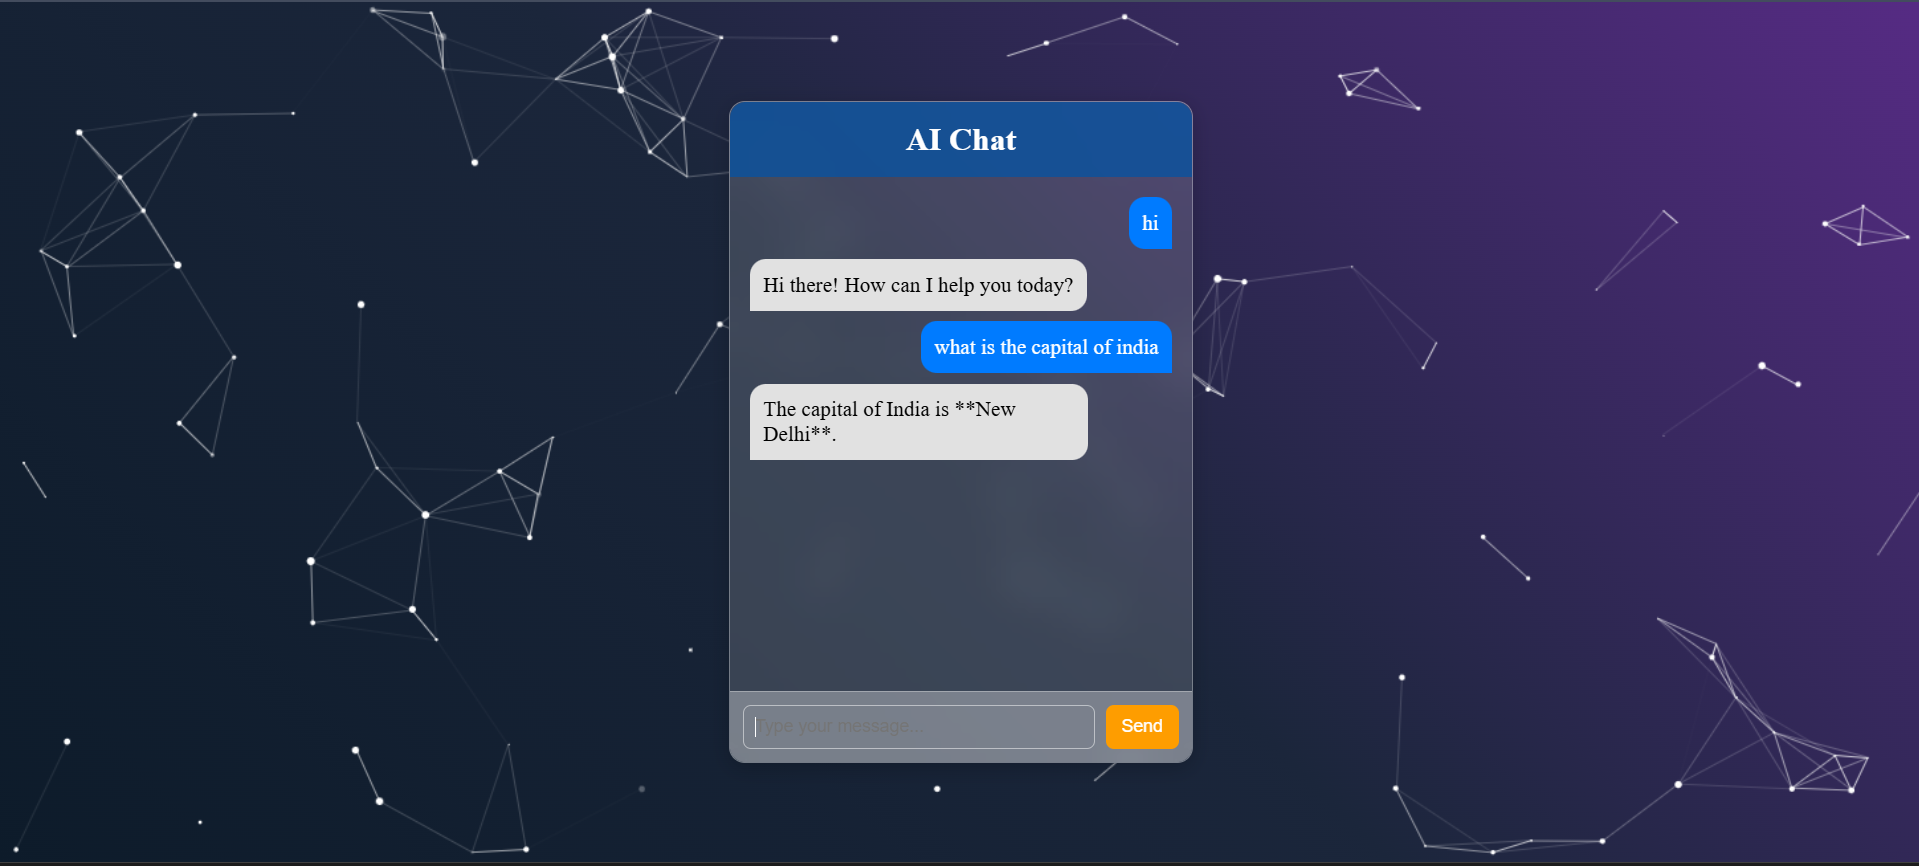 AI Chat
hi
Hi there! How can I help you today?
what is the capital of india
The capital of India is **New
Delhi**.
Type your message...
Send